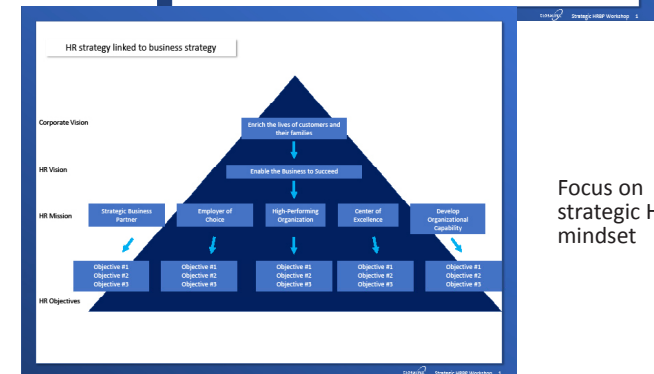 Strategic HRBP Workshop 1
HR strategy linked to business strategy
Corporate Vision
Enrich the lives of customers and
their families
HR Vision
Enable the Business to Succeed
HR Mission
Strategic Business
Partner
Employer of
Choice
High-Performing
Organization
Center of
Excellence
Develop
Organizational
Capability
Objective #1
Objective #2
Objective #3
Objective #1
Objective #2
Objective #3
Objective #1
Objective #2
Objective #3
Objective #1
Objective #2
Objective #3
Objective #1
Objective #2
Objective #3
HR Objectives
Focus on
strategic H
mindset
Strategic HRBP Workshop 1